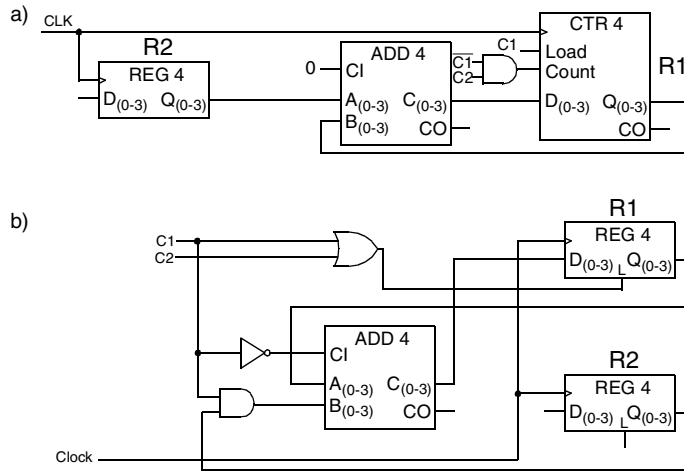 a)
CLK
R2
REG 4
D(0-3) Q(0-3)
0
ADD 4
CI
A(0-3) C(0-3)
B(0-3)
CO
C1
C2
C1
CTR 4
Load
Count
D(0-3) Q(0-3)
CO
R1
b)
C1
C2
R1
REG 4
D(0-3) L Q(0-3)
ADD 4
CI
A(0-3) C(0-3)
B(0-3) CO
R2
REG 4
D(0-3) L Q(0-3)
Clock